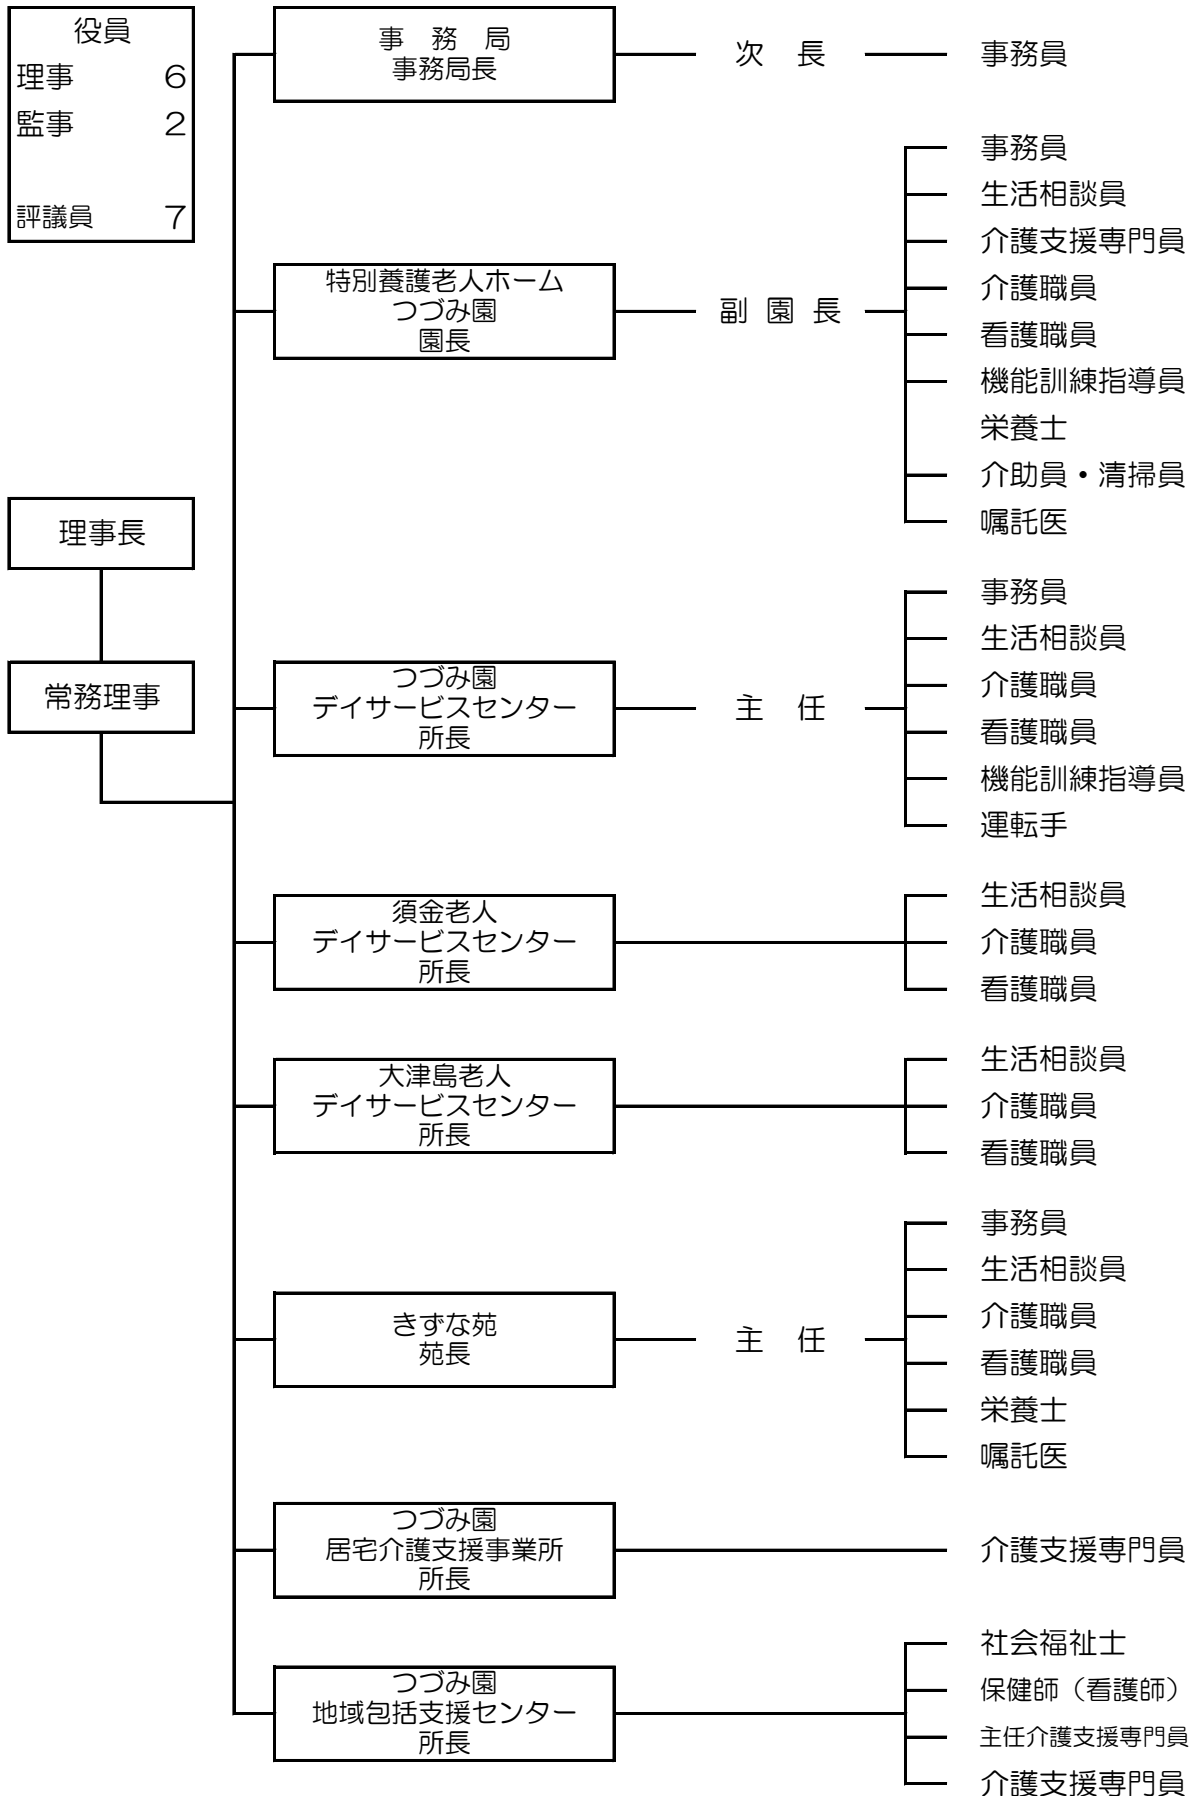 役員
理事 6
監事 2
評議員 7
理事長
常務理事
事 務 局
事務局長
次 長
事務員
特別養護老人ホーム
つづみ園
園長
副 園 長
事務員
生活相談員
介護支援専門員
介護職員
看護職員
機能訓練指導員
栄養士
介助員・清掃員
嘱託医
つづみ園
デイサービスセンター
所長
主 任
事務員
生活相談員
介護職員
看護職員
機能訓練指導員
運転手
須金老人
デイサービスセンター
所長
生活相談員
介護職員
看護職員
大津島老人
デイサービスセンター
所長
生活相談員
介護職員
看護職員
きずな苑
苑長
主 任
事務員
生活相談員
介護職員
看護職員
栄養士
嘱託医
つづみ園
居宅介護支援事業所
所長
介護支援専門員
つづみ園
地域包括支援センター
所長
社会福祉士
保健師（看護師）
主任介護支援専門員
介護支援専門員